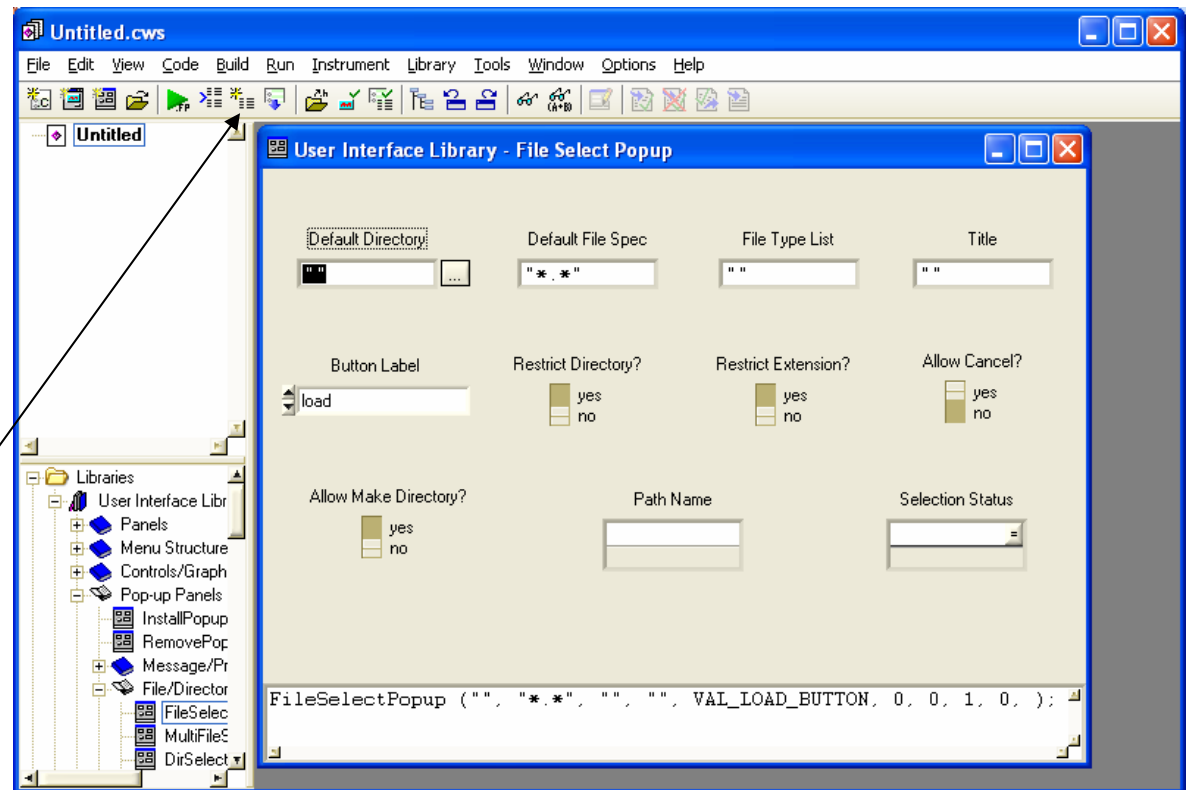 Untitled.cws
File Edit View Code Build Run Instrument Library Tools Window Options Help
FP
(A+B)
Untitled
User Interface Library - File Select Popup
Default Directory Default File Spec File Type List Title
"" ... "*.*" "" ""
Button Label Restrict Directory? Restrict Extension? Allow Cancel?
load yes no yes no yes no
Allow Make Directory? Path Name Selection Status
yes
no
Libraries
User Interface Libr
Panels
Menu Structure
Controls/Graph
Pop-up Panels
InstallPopup
RemovePop
Message/Pr
File/Director
FileSelec
MultiFileS
DirSelect
FileSelectPopup ("", "*.*", "", "", VAL_LOAD_BUTTON, 0, 0, 1, 0, );